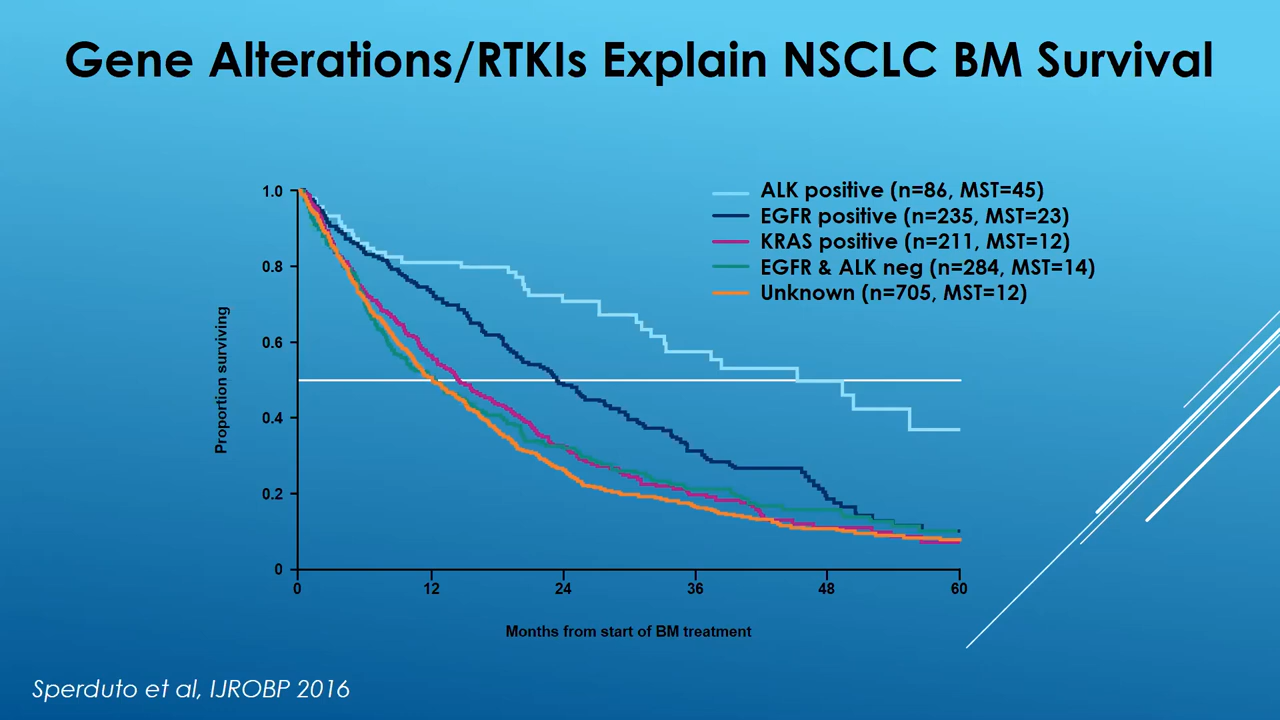 Gene Alterations/RTKIs Explain NSCLC BM Survival
ALK positive (n=86, MST=45)
EGFR positive (n=235, MST=23)
KRAS positive (n=211, MST=12)
EGFR & ALK neg (n=284, MST=14)
Unknown (n=705, MST=12)
Proportion surviving
1.0
0.8
0.6
0.4
0.2
0
0 12 24 36 48 60
Months from start of BM treatment
Sperduto et al, IJROBP 2016